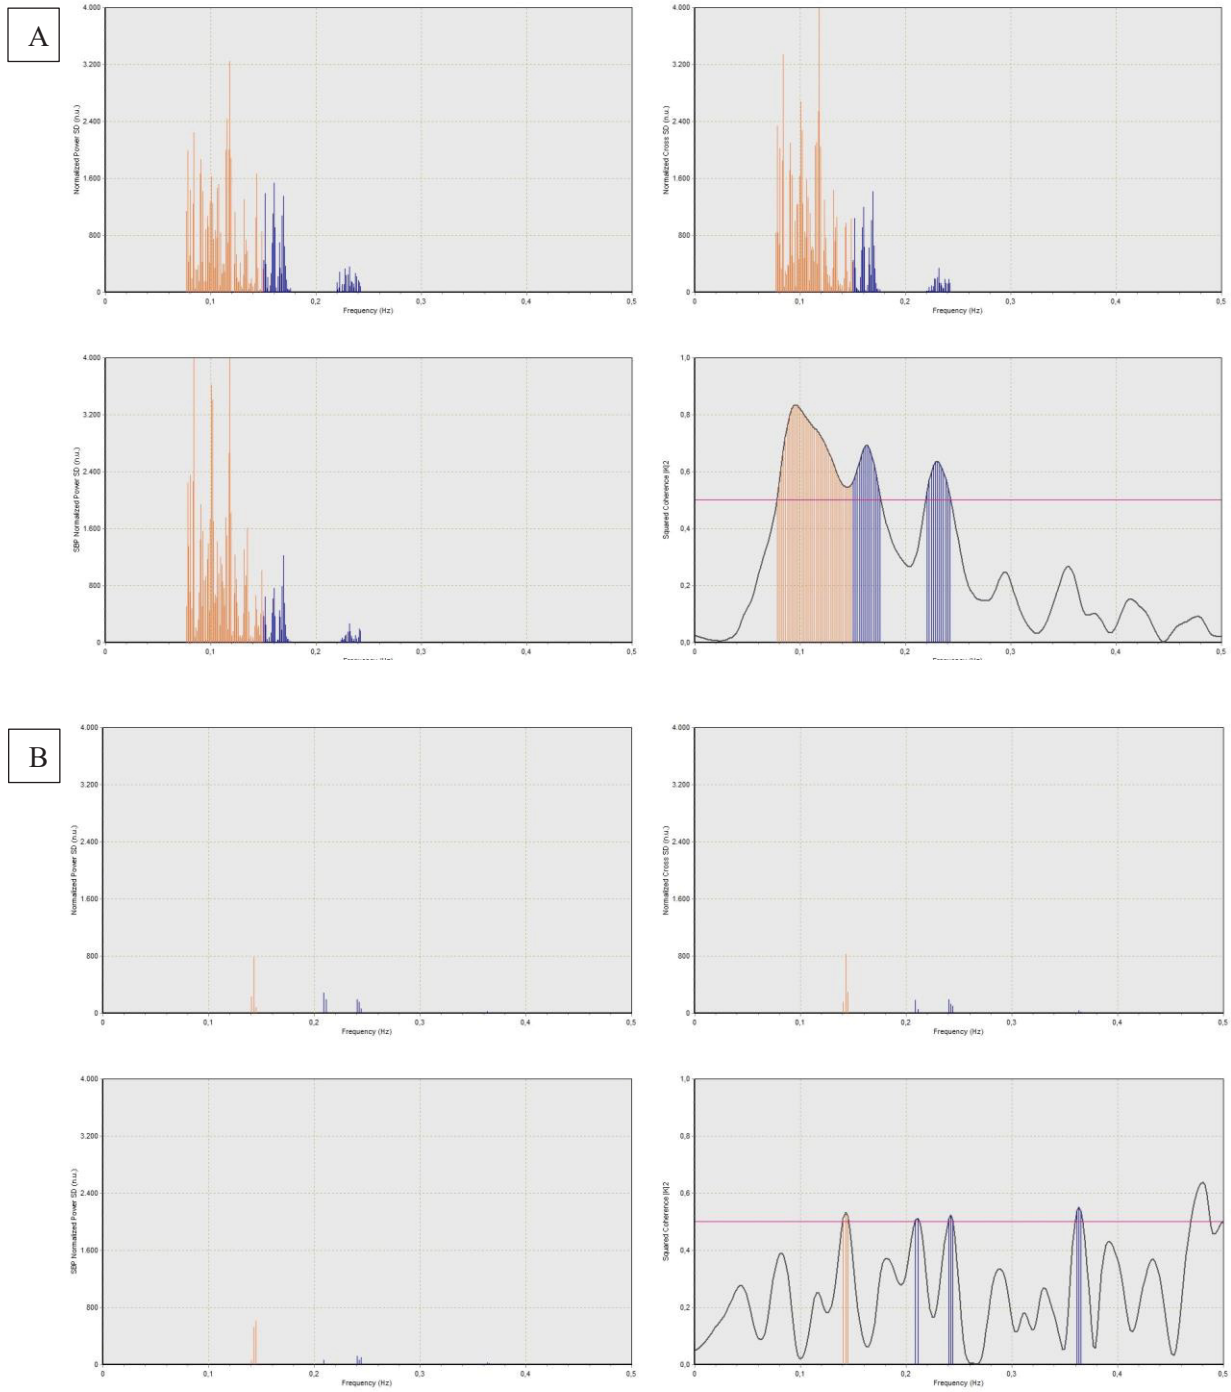 A
4.000
3.200
2.400
1.600
800
0
Normalized Power SD (n.u.)
0 0,1 0,2 0,3 0,4 0,5
Frequency (Hz)
4.000
3.200
2.400
1.600
800
0
Normalized Cross SD (n.u.)
0 0,1 0,2 0,3 0,4 0,5
Frequency (Hz)
4.000
3.200
2.400
1.600
800
0
SBP Normalized Power SD (n.u.)
0 0,1 0,2 0,3 0,4 0,5
Frequency (Hz)
1,0
0,8
0,6
0,4
0,2
0,0
Squared Coherence |K|2
0 0,1 0,2 0,3 0,4 0,5
Frequency (Hz)
B
4.000
3.200
2.400
1.600
800
0
Normalized Power SD (n.u.)
0 0,1 0,2 0,3 0,4 0,5
Frequency (Hz)
4.000
3.200
2.400
1.600
800
0
Normalized Cross SD (n.u.)
0 0,1 0,2 0,3 0,4 0,5
Frequency (Hz)
4.000
3.200
2.400
1.600
800
0
SBP Normalized Power SD (n.u.)
0 0,1 0,2 0,3 0,4 0,5
Frequency (Hz)
1,0
0,8
0,6
0,4
0,2
0,0
Squared Coherence |K|2
0 0,1 0,2 0,3 0,4 0,5
Frequency (Hz)